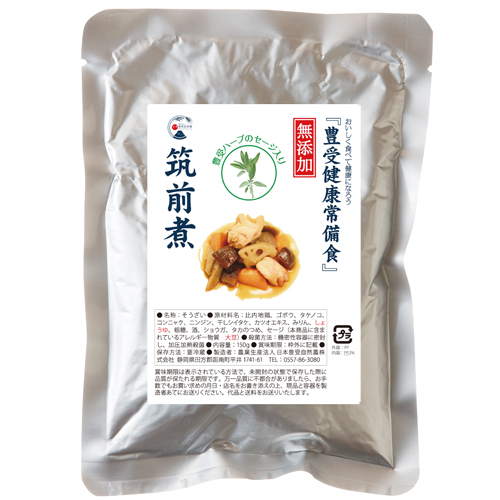 おいしく食べて健康になろう
『豊受健康常備食』
無添加
豊受ハーブのセージ入り
筑前煮
●名称：そうざい ●原材料名：比内地鶏、ゴボウ、タケノコ、
コンニャク、ニンジン、干しシイタケ、カツオエキス、みりん、しょ
うゆ、粗糖、酒、ショウガ、タカのつめ、セージ（本商品に含ま
れているアレルギー物質　大豆）●殺菌方法：機密性容器に密封
し、加圧加熱殺菌 ●内容量：150g ●賞味期限：枠外に記載 ●
保存方法：要冷蔵 ●製造者：農業生産法人 日本豊受自然農株
式会社 静岡県田方郡函南町平井 1741-61　TEL：0557-86-3080
プラ
外装：PP
内袋：PE,PA
賞味期限は表示されている方法で、未開封の状態で保存した際に
品質が保たれる期限です。万一品質に不都合がありましたら、お手
数でもお買い求めの月日・店名をお書き添えの上、現品と容器を製
造者あてにお送りください。代品と送料をお送りいたします。